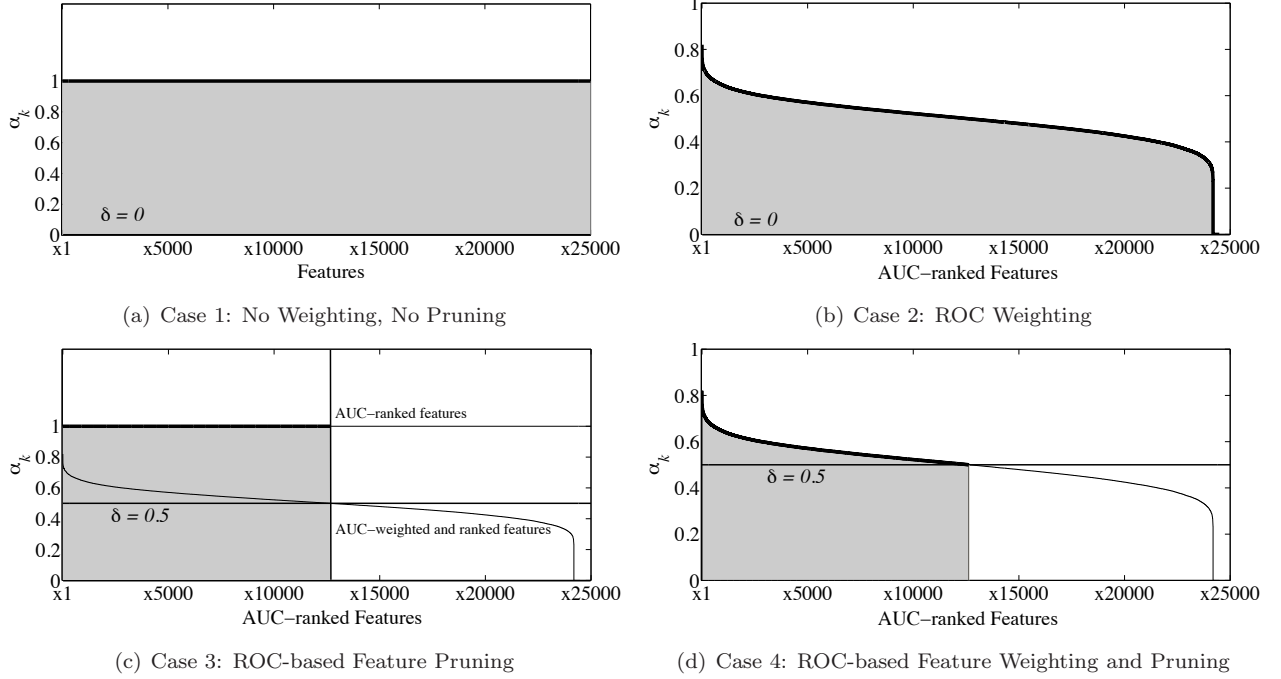 1
0.8
0.6
0.4
0.2
0
α_k
δ = 0
x1 x5000 x10000 x15000 x20000 x25000
Features
(a) Case 1: No Weighting, No Pruning
1
0.8
0.6
0.4
0.2
0
α_k
δ = 0
x1 x5000 x10000 x15000 x20000 x25000
AUC−ranked Features
(b) Case 2: ROC Weighting
1
0.8
0.6
0.4
0.2
0
α_k
AUC−ranked features
δ = 0.5
AUC−weighted and ranked features
x1 x5000 x10000 x15000 x20000 x25000
AUC−ranked Features
(c) Case 3: ROC-based Feature Pruning
1
0.8
0.6
0.4
0.2
0
α_k
δ = 0.5
x1 x5000 x10000 x15000 x20000 x25000
AUC−ranked Features
(d) Case 4: ROC-based Feature Weighting and Pruning